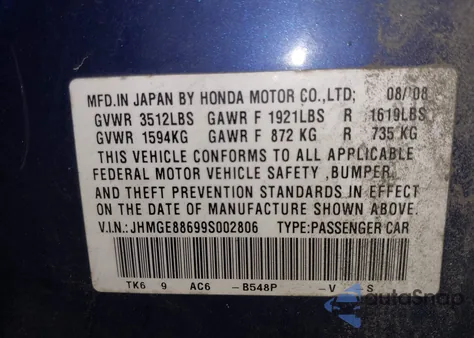 MFD.IN JAPAN BY HONDA MOTOR CO.,LTD; 08/'08
GVWR 3512LBS GAWR F 1921LBS R 1619LBS
GVWR 1594KG GAWR F 872 KG R 735 KG
THIS VEHICLE CONFORMS TO ALL APPLICABLE
FEDERAL MOTOR VEHICLE SAFETY ,BUMPER,
AND THEFT PREVENTION STANDARDS IN EFFECT
ON THE DATE OF MANUFACTURE SHOWN ABOVE.
V.I.N.:JHMGE88699S002806 TYPE:PASSENGER CAR
TK6 9 AC6 -B548P -V S
AutaSnap